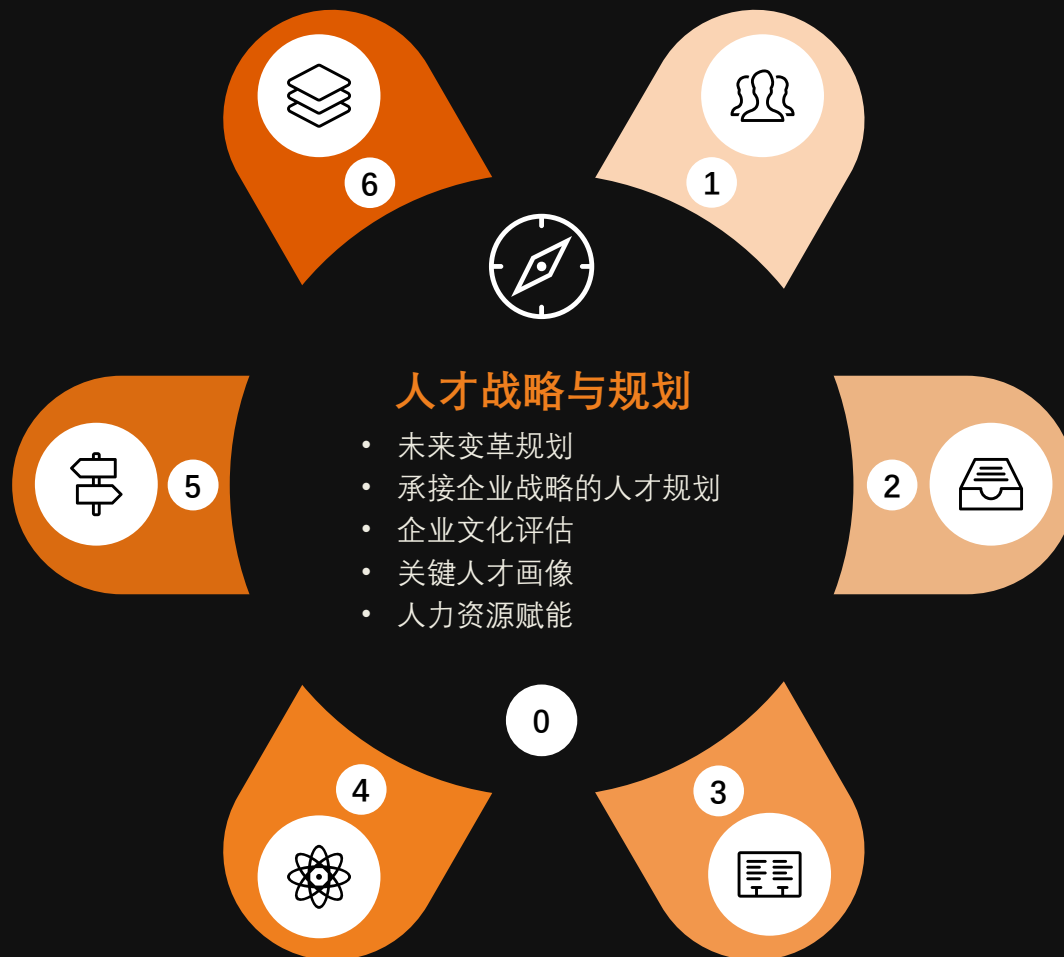 6
1
人才战略与规划
• 未来变革规划
• 承接企业战略的人才规划
• 企业文化评估
• 关键人才画像
• 人力资源赋能
5
2
0
4
3